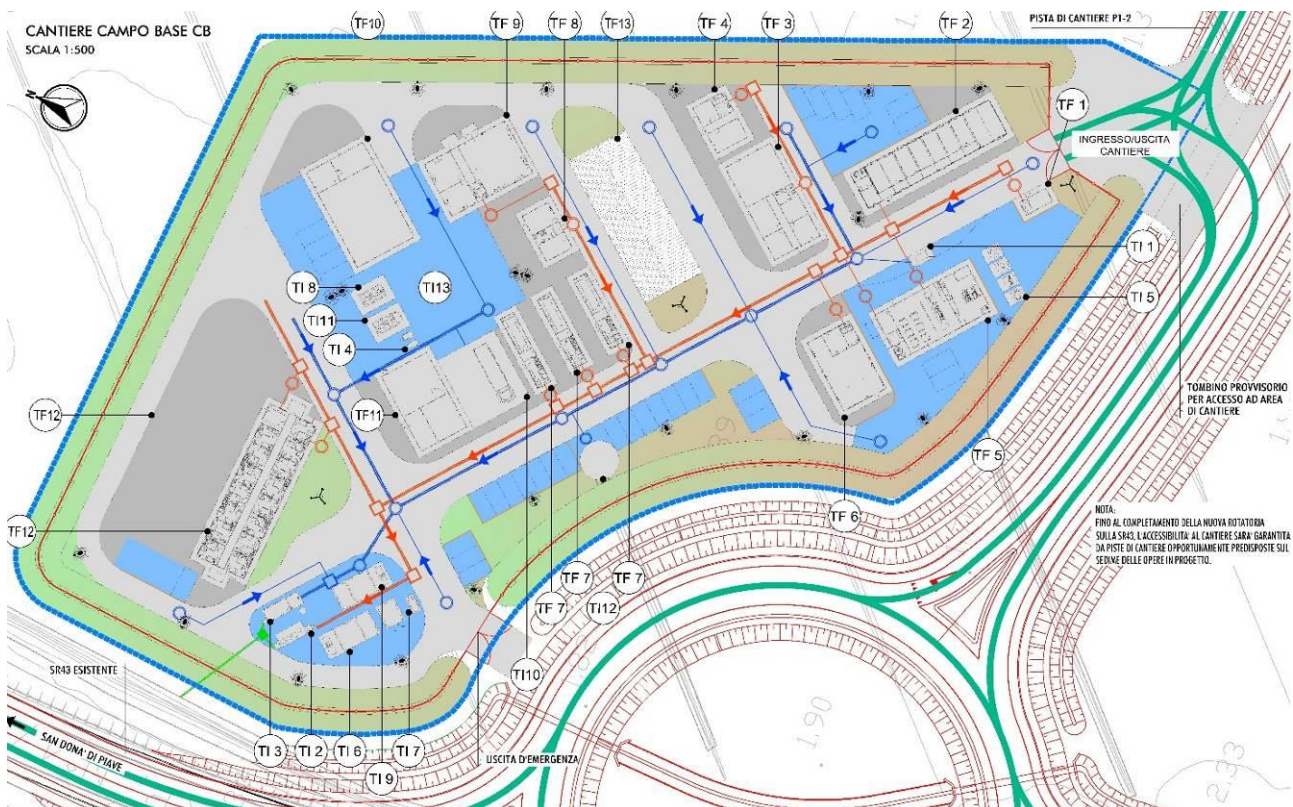 CANTIERE CAMPO BASE CB
SCALA 1:500
TF10
TF 9
TF 8
TF13
TF 4
TF 3
TF 2
PISTA DI CANTIERE P1-2
TF 1
INGRESSO/USCITA
CANTIERE
TI 1
TI 5
TI 8
TI13
TI11
TI 4
TF11
TF12
TOMBINO PROVVISORIO
PER ACCESSO AD AREA
DI CANTIERE
TF 5
TF 6
TF12
NOTA:
FINO AL COMPLETAMENTO DELLA NUOVA ROTATORIA
SULLA SR43, L'ACCESSIBILITA' AL CANTIERE SARA' GARANTITA
DA PISTE DI CANTIERE OPPORTUNAMENTE PREDISPOSTE SUL
SEDIME DELLE OPERE IN PROGETTO.
TF 7
TF 7
TF 7
TI12
TI10
SR43 ESISTENTE
SAN DONA' DI PIAVE
TI 3
TI 2
TI 6
TI 7
TI 9
USCITA D'EMERGENZA
1.90
2.33